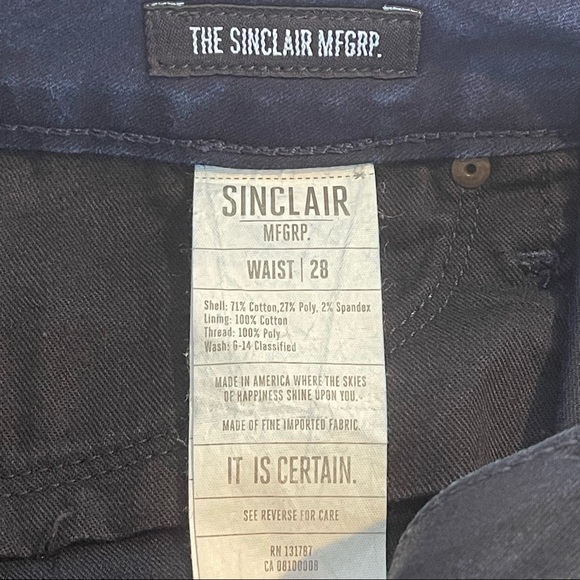 THE SINCLAIR MFGRP.
SINCLAIR
MFGRP.
WAIST | 28
Shell: 71% Cotton,27% Poly, 2% Spandex
Lining: 100% Cotton
Thread: 100% Poly
Wash: G-14 Classified
MADE IN AMERICA WHERE THE SKIES
OF HAPPINESS SHINE UPON YOU.
MADE OF FINE IMPORTED FABRIC.
IT IS CERTAIN.
SEE REVERSE FOR CARE
RN 131787
CA 08100008